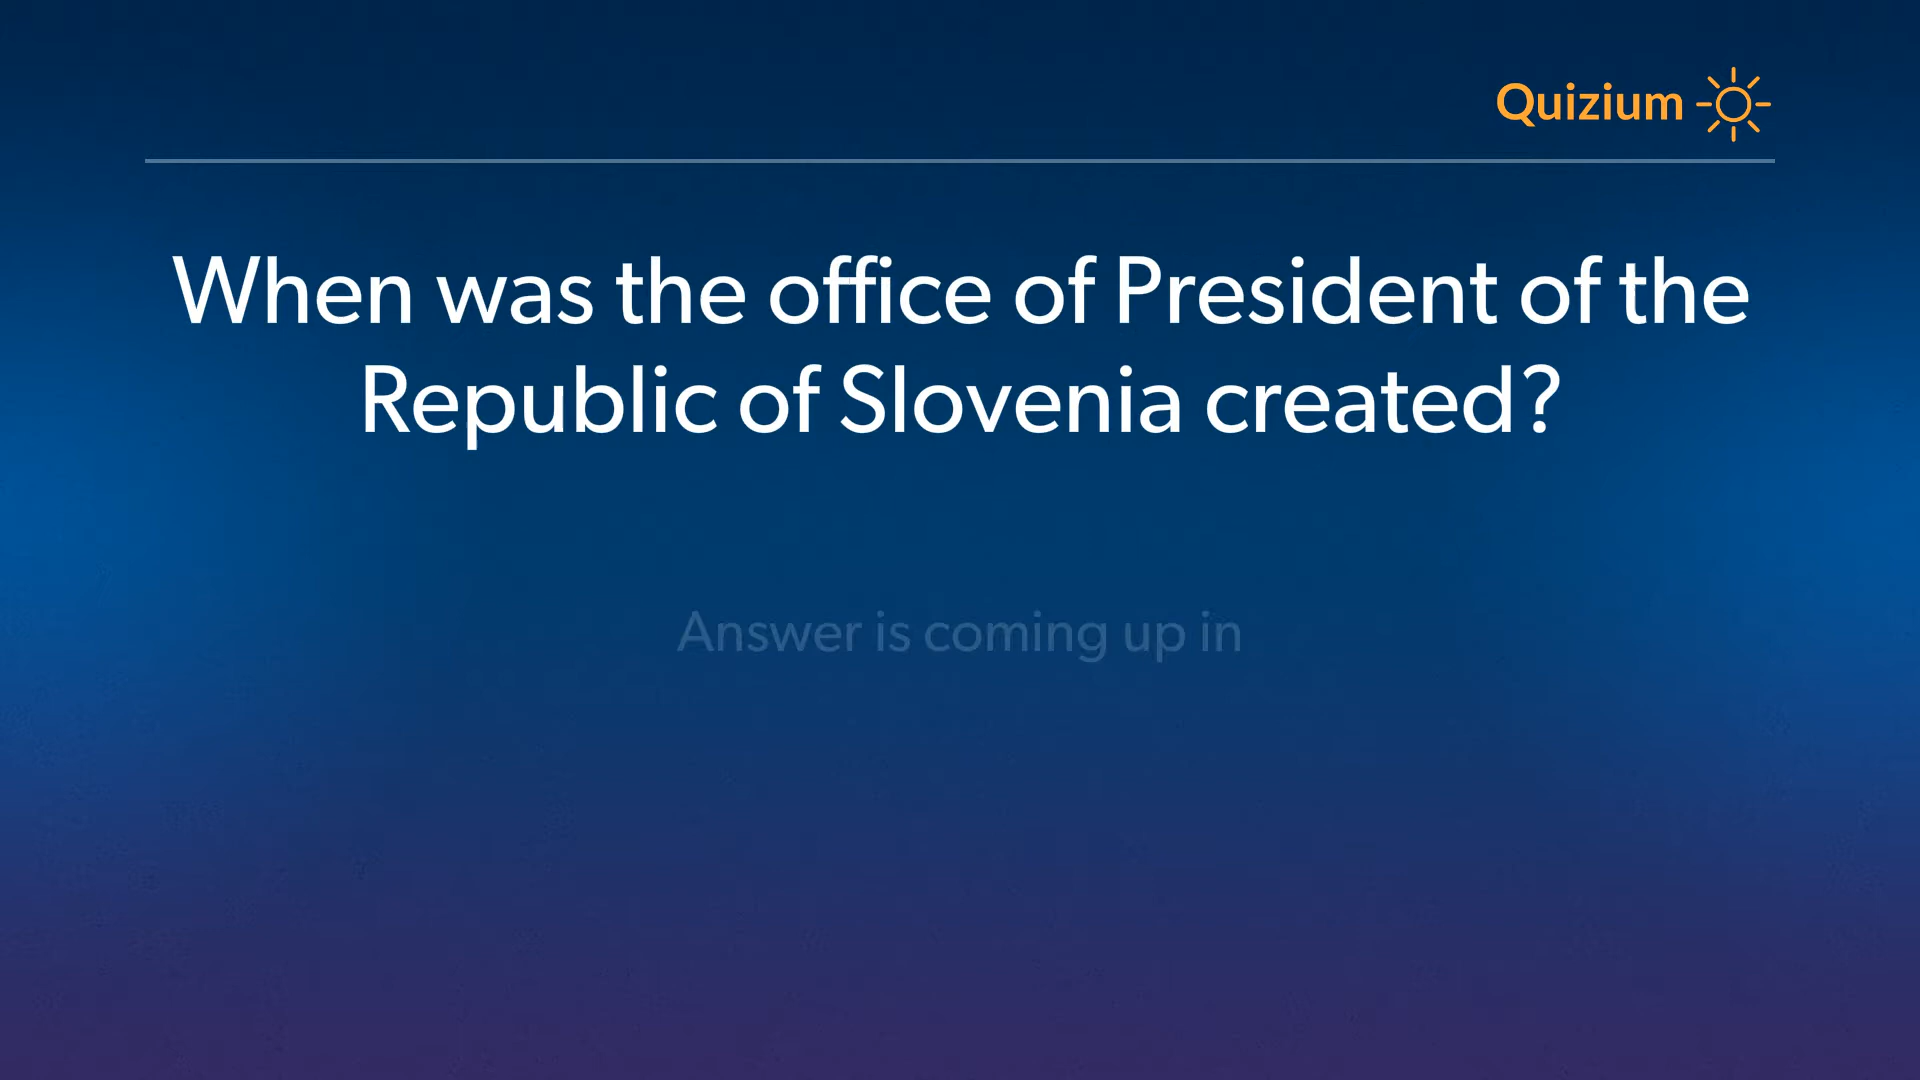 Quizium
When was the office of President of the
Republic of Slovenia created?
Answer is coming up in